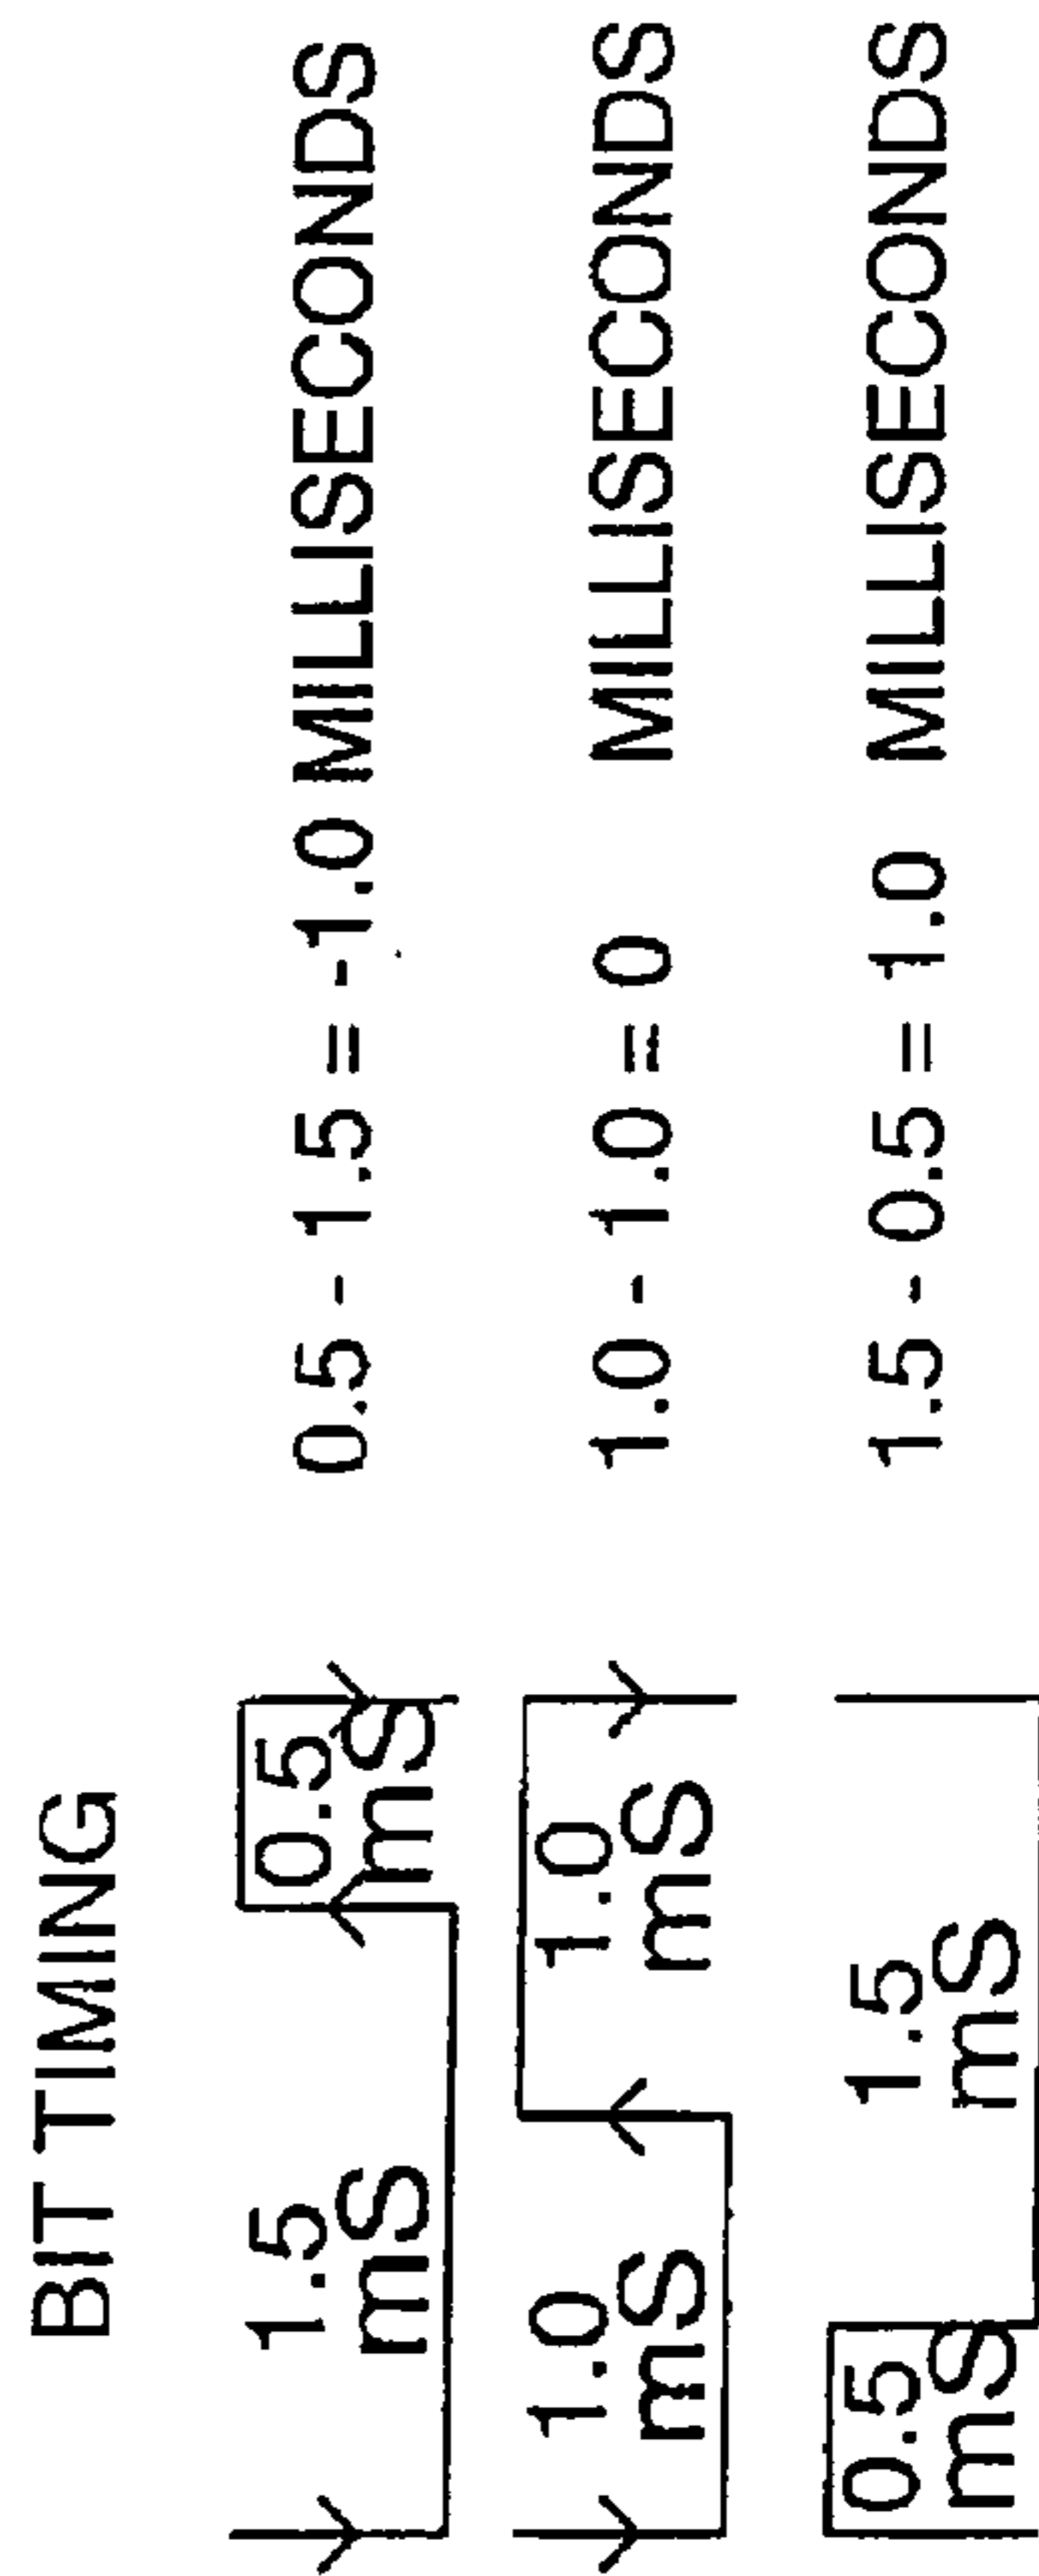 BIT TIMING
1.5 0.5
mS mS
0.5 - 1.5 = -1.0 MILLISECONDS
1.0 1.0
mS mS
1.0 - 1.0 = 0 MILLISECONDS
0.5 1.5
mS mS
1.5 - 0.5 = 1.0 MILLISECONDS